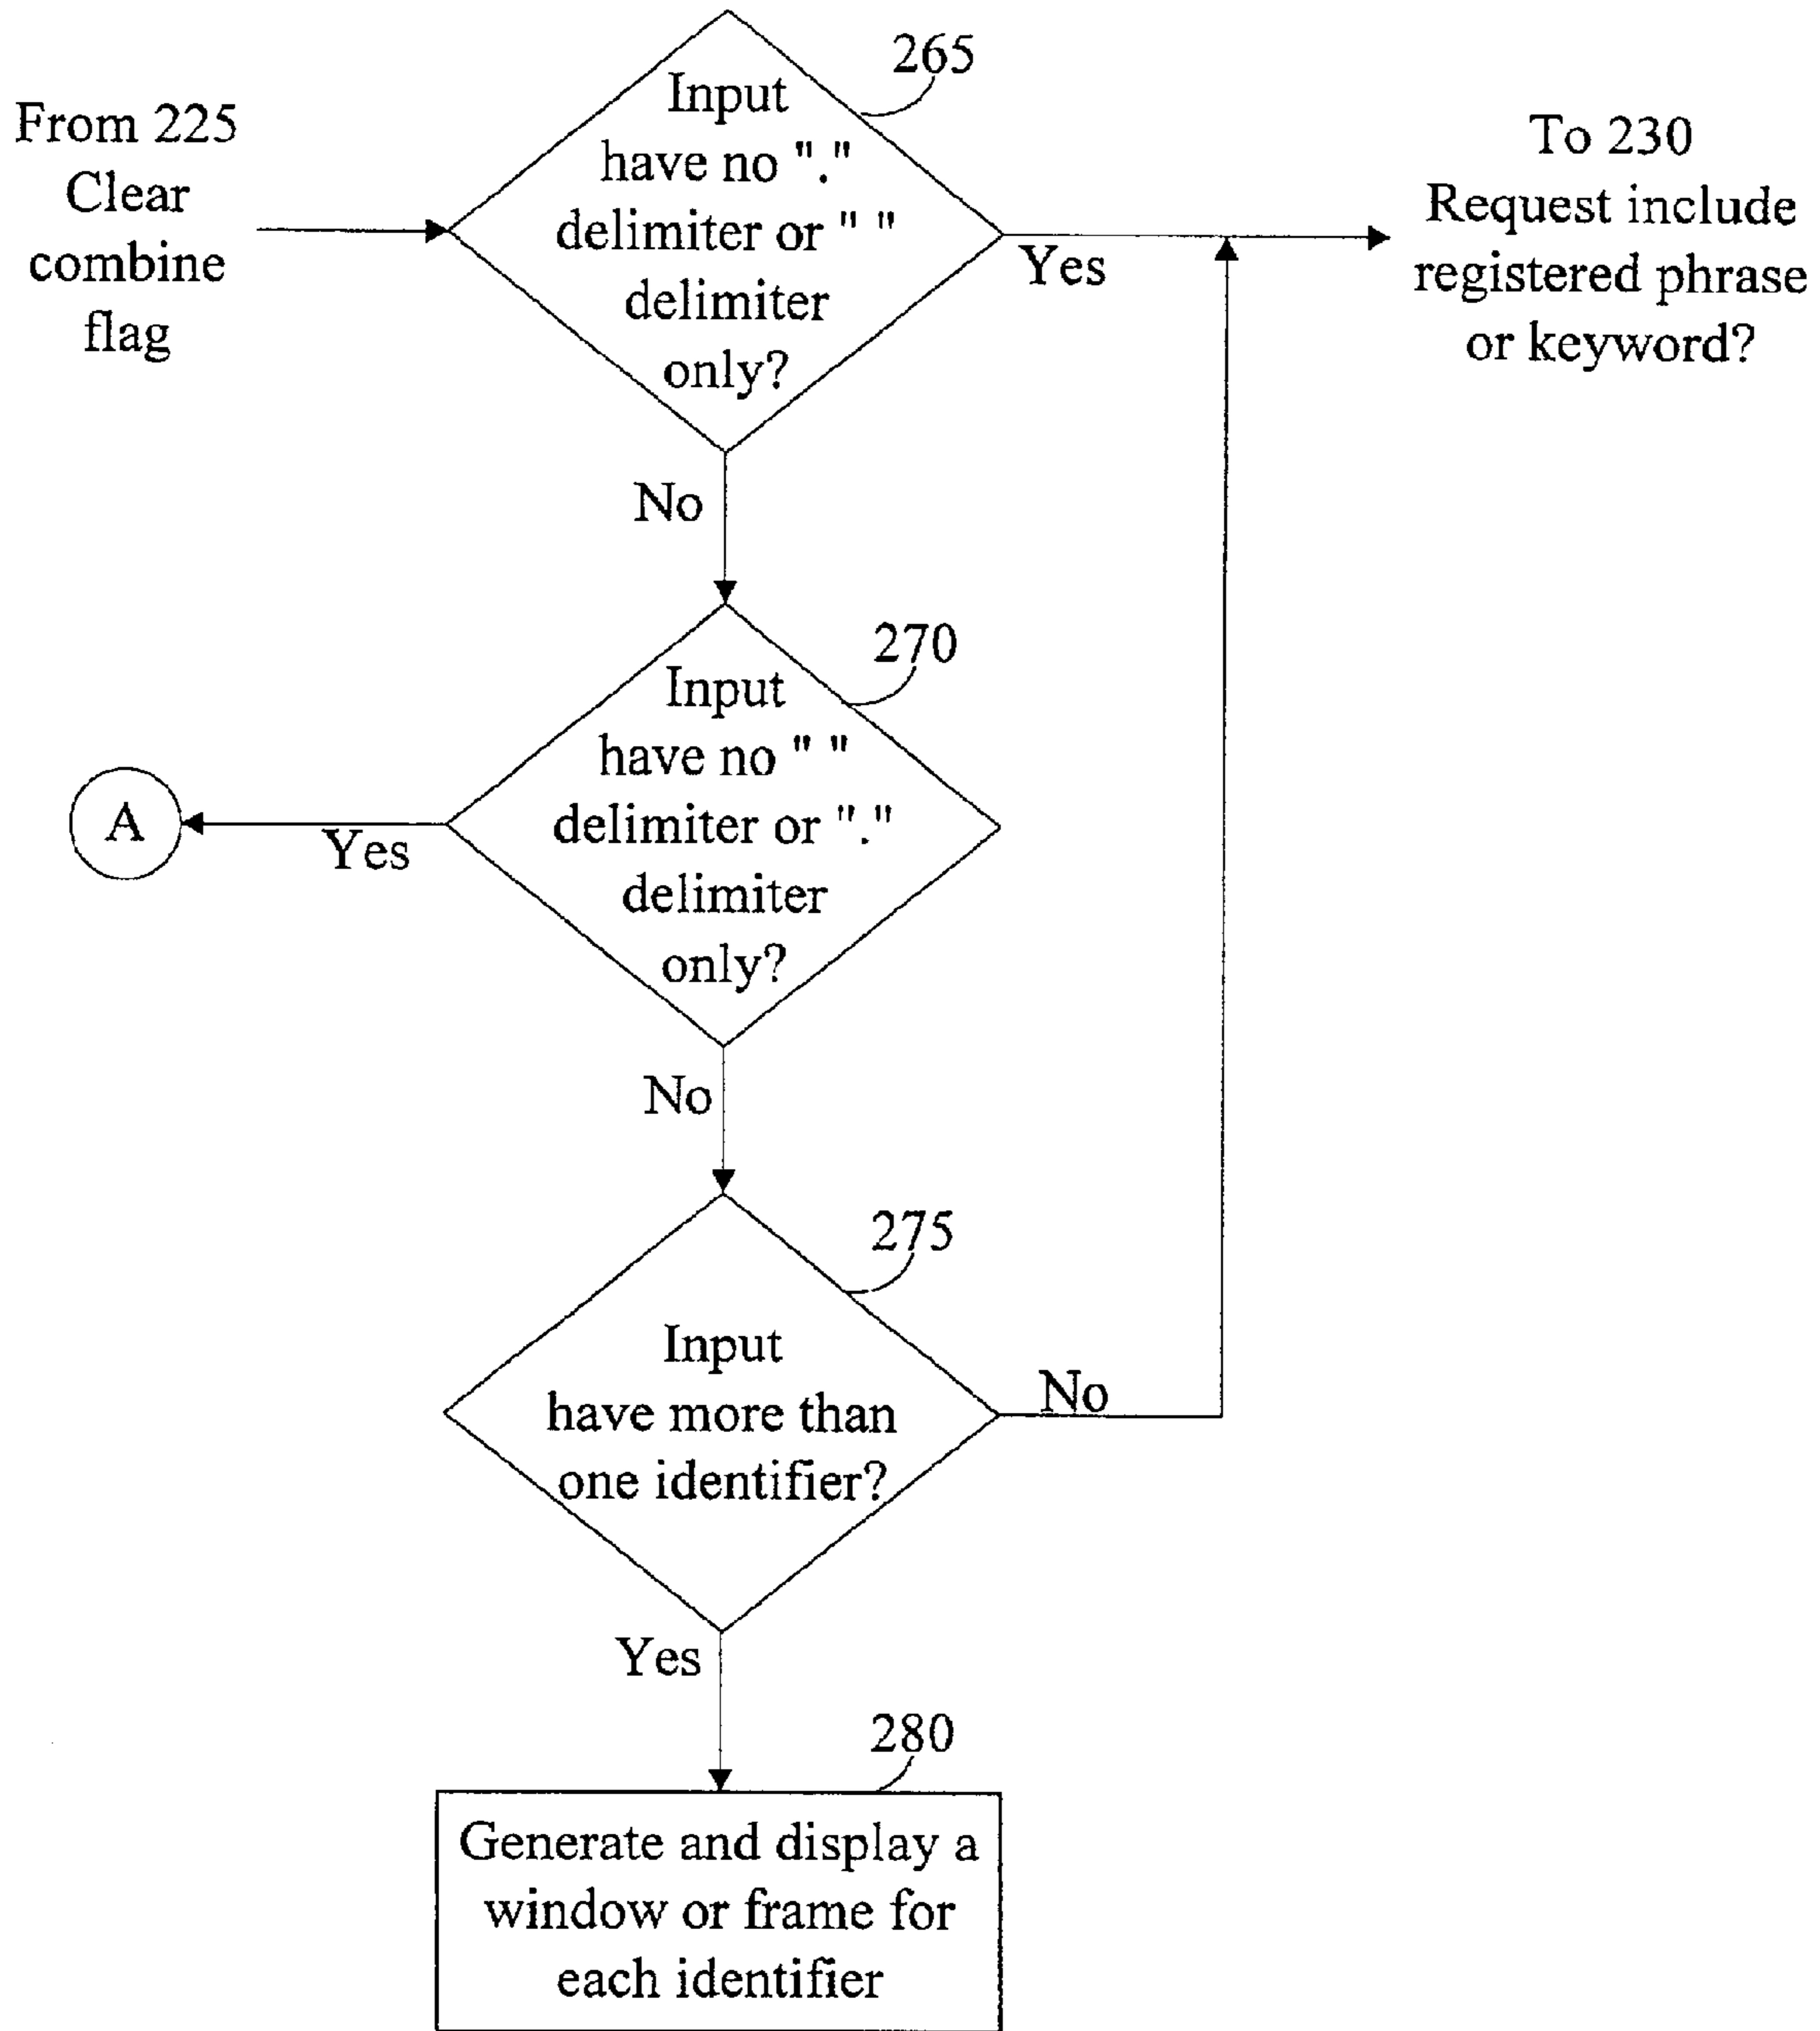 265
From 225
Clear
combine
flag
Input
have no "."
delimiter or " "
delimiter
only?
Yes
To 230
Request include
registered phrase
or keyword?
No
270
Input
have no " "
delimiter or "."
delimiter
only?
A
Yes
No
275
Input
have more than
one identifier?
No
Yes
280
Generate and display a
window or frame for
each identifier